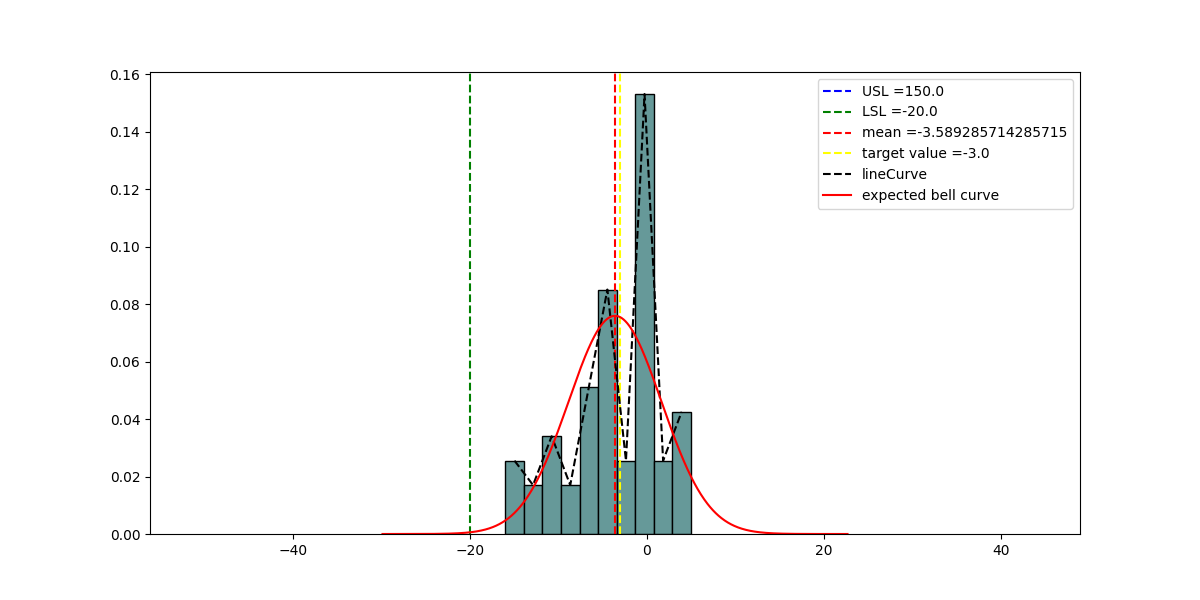 0.16
0.14
0.12
0.10
0.08
0.06
0.04
0.02
0.00
−40
−20
0
20
40
USL =150.0
LSL =-20.0
mean =-3.589285714285715
target value =-3.0
lineCurve
expected bell curve